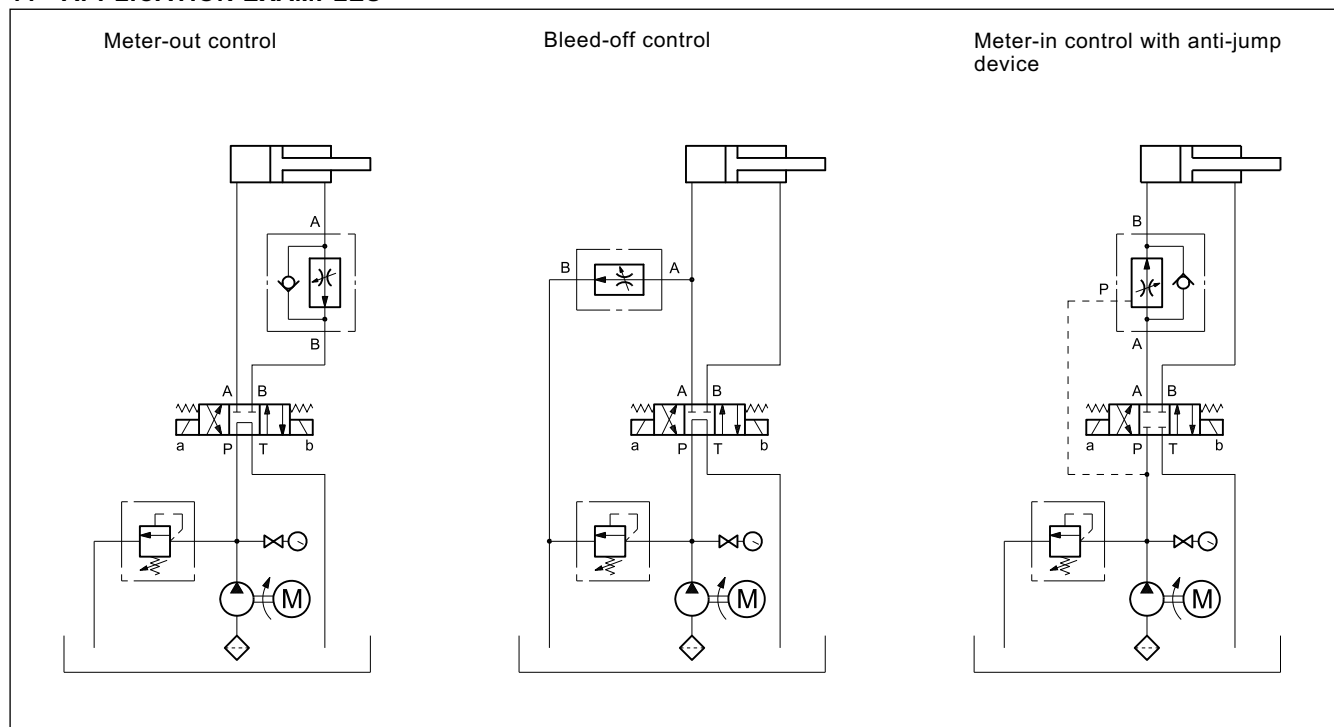 Meter-out control
Bleed-off control
Meter-in control with anti-jump
device
A
B
A B
a P T b
M
B A
A B
a P T b
M
B
P
A
A B
a P T b
M